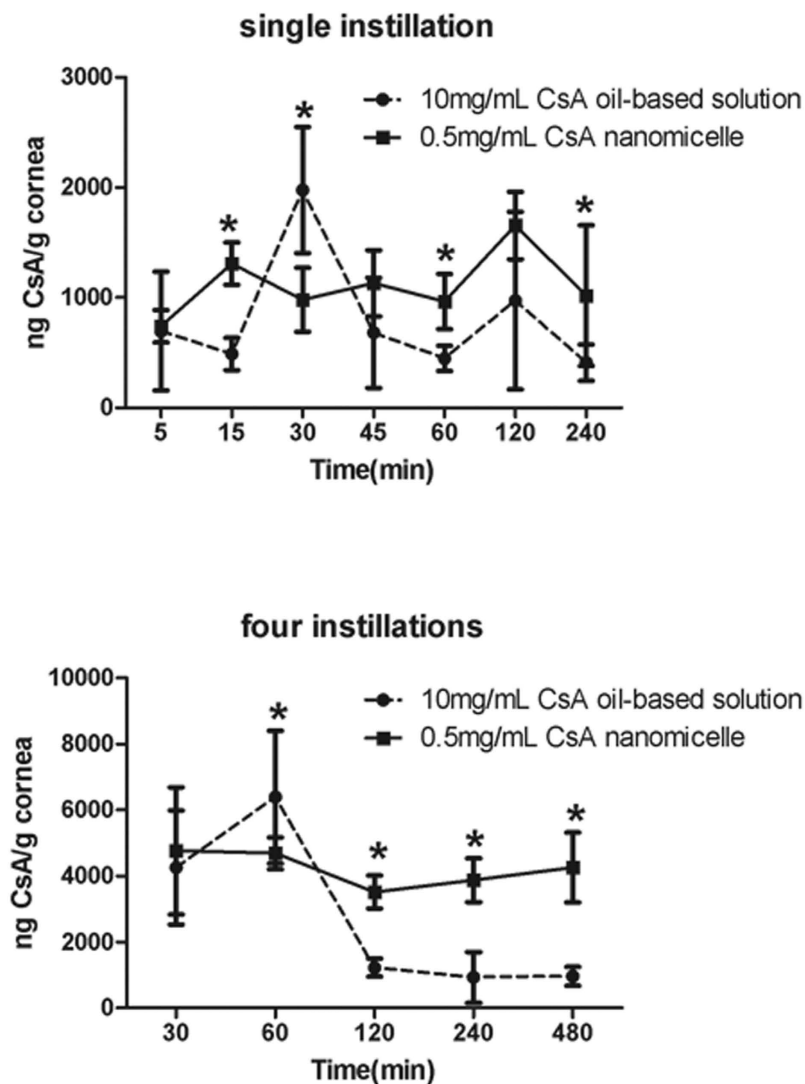 single instillation
3000
2000
1000
0
ng CsA/g cornea
10mg/mL CsA oil-based solution
0.5mg/mL CsA nanomicelle
*
*
*
*
5 15 30 45 60 120 240
Time(min)
four instillations
10000
8000
6000
4000
2000
0
ng CsA/g cornea
10mg/mL CsA oil-based solution
0.5mg/mL CsA nanomicelle
*
*
*
*
30 60 120 240 480
Time(min)